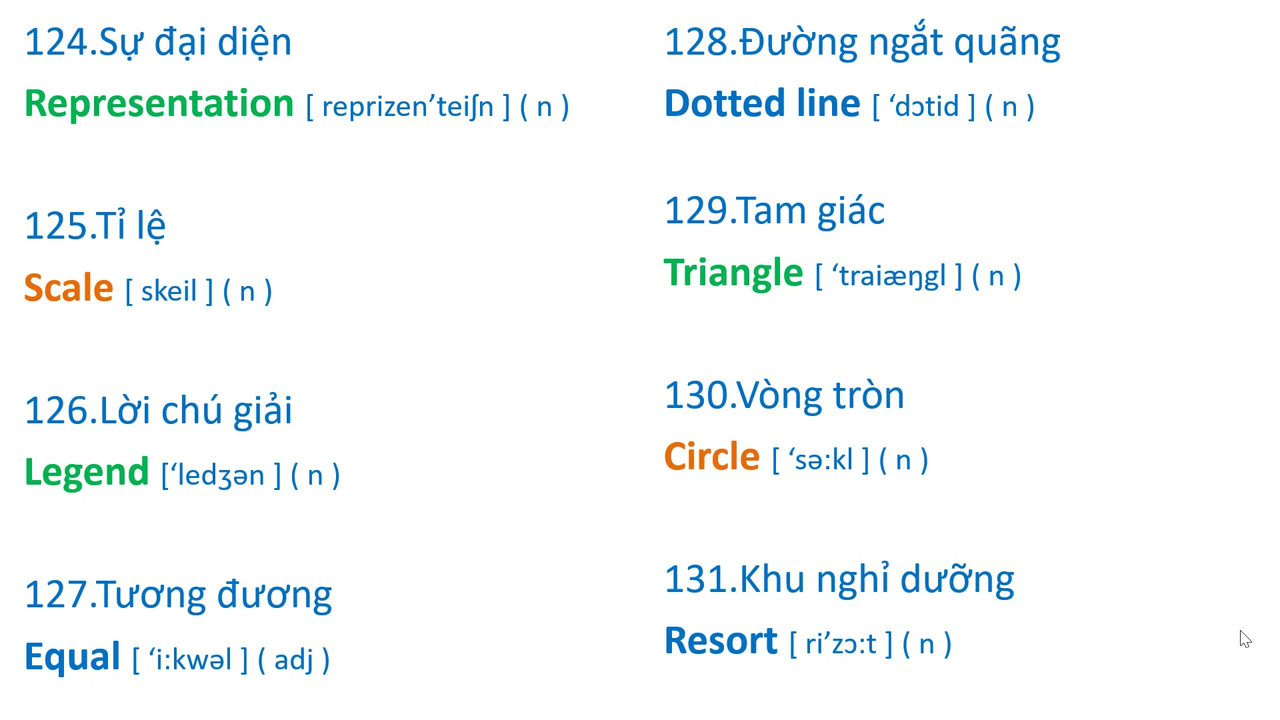 124.Sự đại diện
Representation [ reprizen’teiʃn ] ( n )
125.Tỉ lệ
Scale [ skeil ] ( n )
126.Lời chú giải
Legend [‘ledʒən ] ( n )
127.Tương đương
Equal [ ‘i:kwəl ] ( adj )
128.Đường ngắt quãng
Dotted line [ ‘dɔtid ] ( n )
129.Tam giác
Triangle [ ‘traiæŋgl ] ( n )
130.Vòng tròn
Circle [ ‘sə:kl ] ( n )
131.Khu nghỉ dưỡng
Resort [ ri’zɔ:t ] ( n )